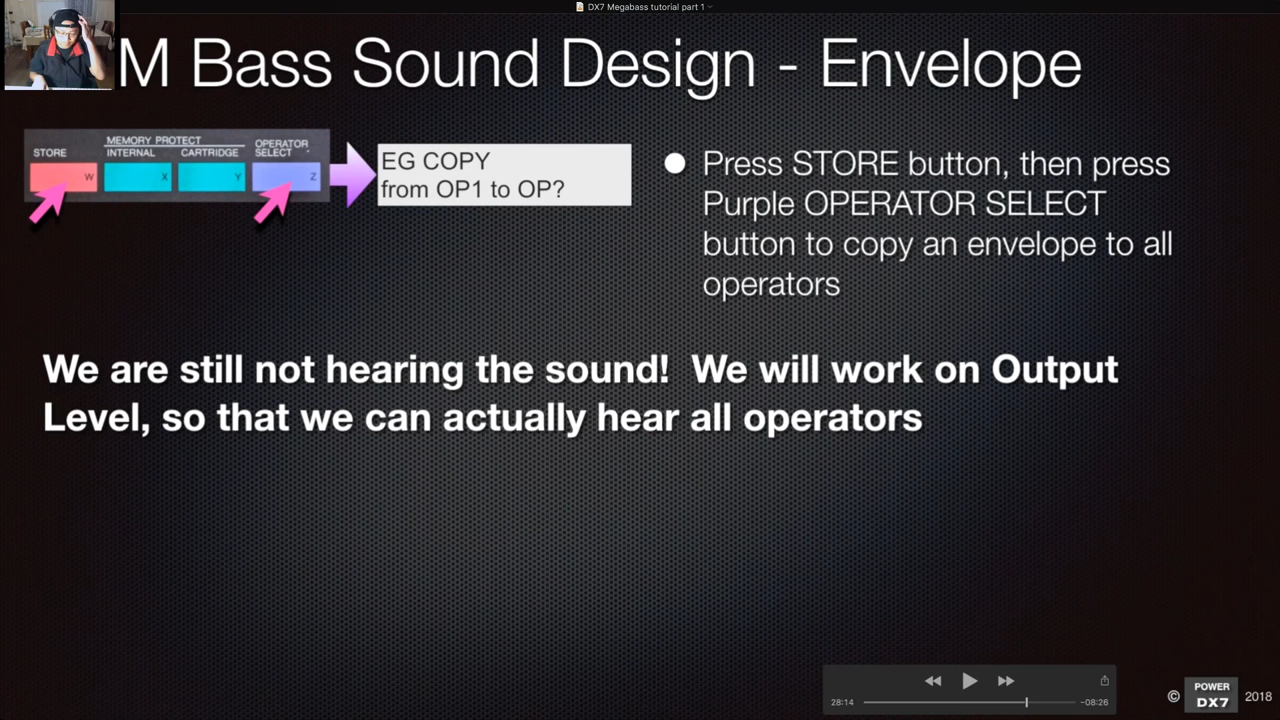 DX7 Megabass tutorial part 1
M Bass Sound Design - Envelope
STORE
MEMORY PROTECT
INTERNAL CARTRIDGE
OPERATOR
SELECT
W X Y Z
EG COPY
from OP1 to OP?
Press STORE button, then press
Purple OPERATOR SELECT
button to copy an envelope to all
operators
We are still not hearing the sound! We will work on Output
Level, so that we can actually hear all operators
28:14 -08:26
© POWER
DX7 2018